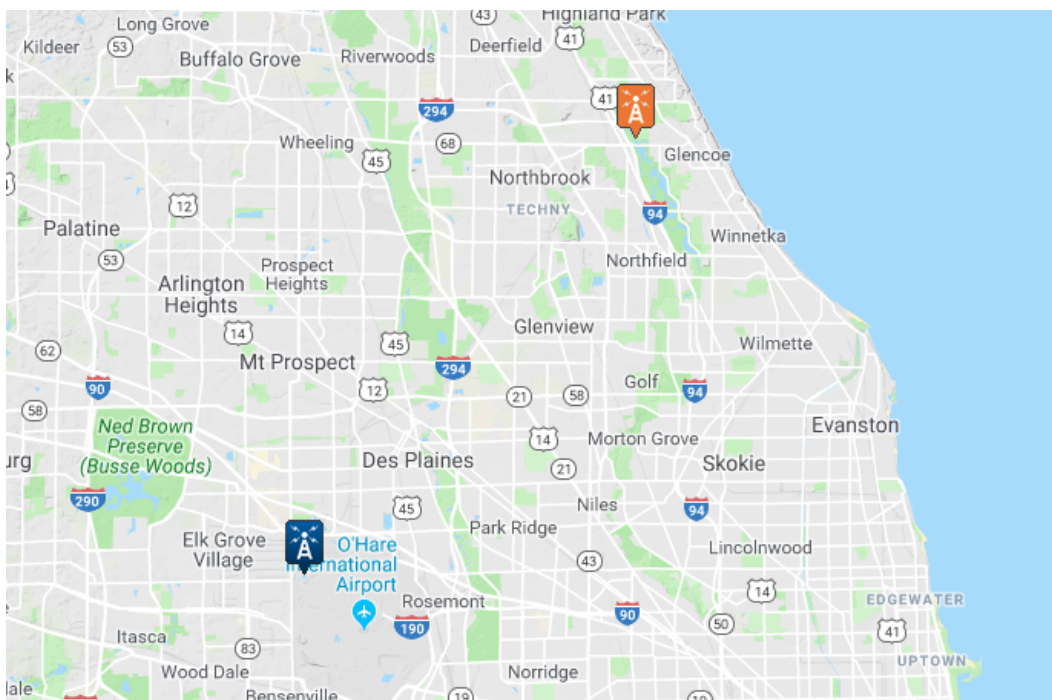 Highland Park
43
Long Grove
41
Kildeer
53
Deerfield
Riverwoods
Buffalo Grove
41
294
Wheeling
68
45
Glencoe
Northbrook
12
TECHNY
94
Palatine
Winnetka
53
Northfield
Prospect
Heights
Arlington
Heights
Glenview
14
45
Wilmette
62
Mt Prospect
294
Golf
90
12
94
21
58
58
Ned Brown
Preserve
(Busse Woods)
Evanston
14
Morton Grove
urg
Des Plaines
21
Skokie
290
45
Niles
94
Park Ridge
Elk Grove
Village
O'Hare
International
Airport
Lincolnwood
43
14
Rosemont
EDGEWATER
90
190
50
41
Itasca
83
UPTOWN
Wood Dale
Norridge
Bensenville
19